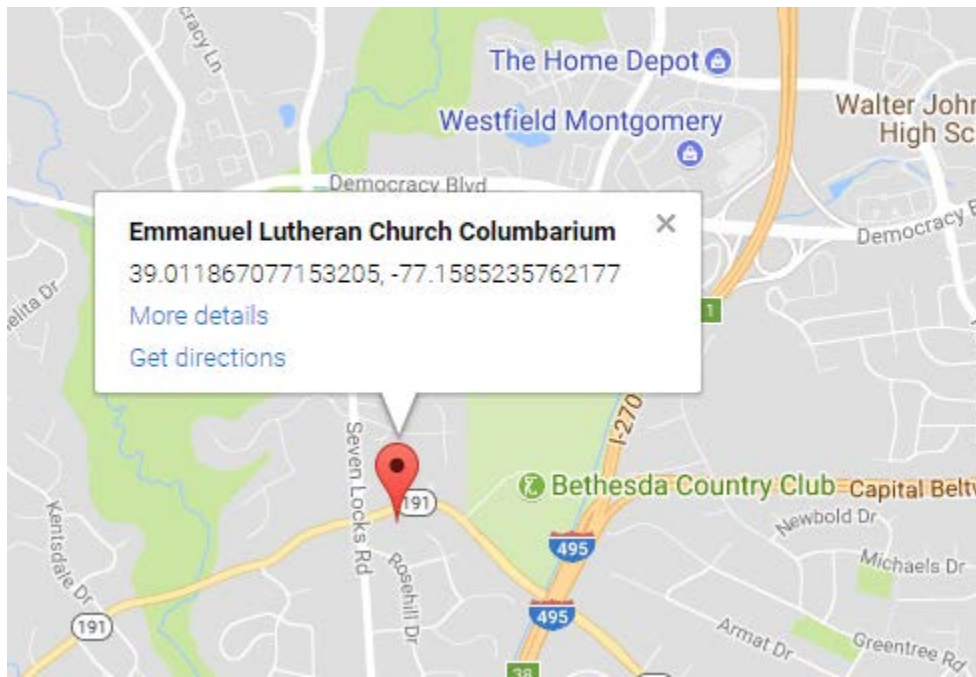 The Home Depot
Westfield Montgomery
Walter John
High Sc
Democracy Blvd
Democracy
Emmanuel Lutheran Church Columbarium
39.011867077153205, -77.1585235762177
More details
Get directions
1
I-270
Seven Locks Rd
191
Bethesda Country Club
Capital Beltw
Newbold Dr
495
Michaels Dr
Kentsdale Dr
Rosehill Dr
191
495
Armat Dr
Greentree Rd
38